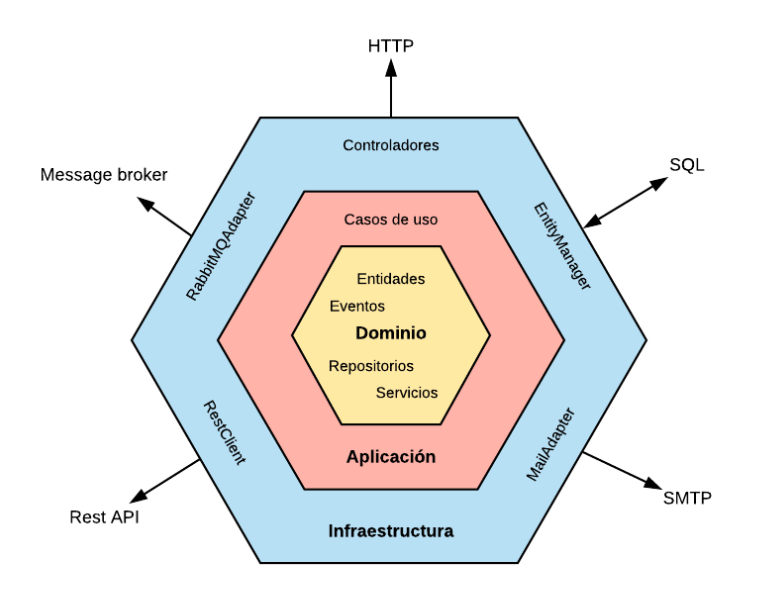 HTTP
Controladores
Message broker
SQL
RabbitMQAdapter
EntityManager
Casos de uso
Entidades
Eventos
Dominio
Repositorios
Servicios
RestClient
MailAdapter
Aplicación
Rest API
SMTP
Infraestructura